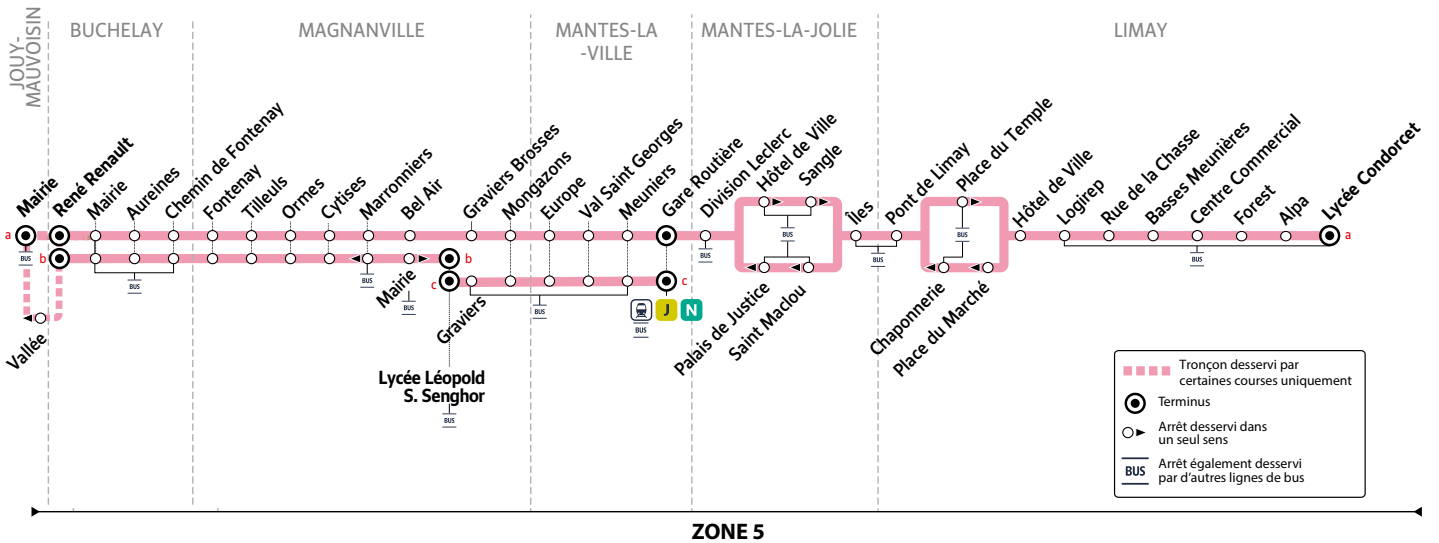 JOUY-
MAUVOISIN
BUCHELAY
MAGNANVILLE
MANTES-LA
-VILLE
MANTES-LA-JOLIE
LIMAY
Mairie
René Renault
Mairie
Aureines
Chemin de Fontenay
Fontenay
Tilleuls
Ormes
Cytises
Marronniers
Bel Air
Graviers Brosses
Mongazons
Europe
Val Saint Georges
Meuniers
Gare Routière
Division Leclerc
Hôtel de Ville
Sangle
Îles
Pont de Limay
Place du Temple
Hôtel de Ville
Logirep
Rue de la Chasse
Basses Meunières
Centre Commercial
Forest
Alpa
Lycée Condorcet
a
a
BUS
BUS
BUS
BUS
b
b
BUS
BUS
BUS
Mairie
BUS
c
c
Graviers
BUS
BUS
J
N
Vallée
Palais de Justice
Saint Maclou
Chaponnerie
Place du Marché
Lycée Léopold
S. Senghor
BUS
Tronçon desservi par
certaines courses uniquement
Terminus
Arrêt desservi dans
un seul sens
BUS
Arrêt également desservi
par d'autres lignes de bus
ZONE 5